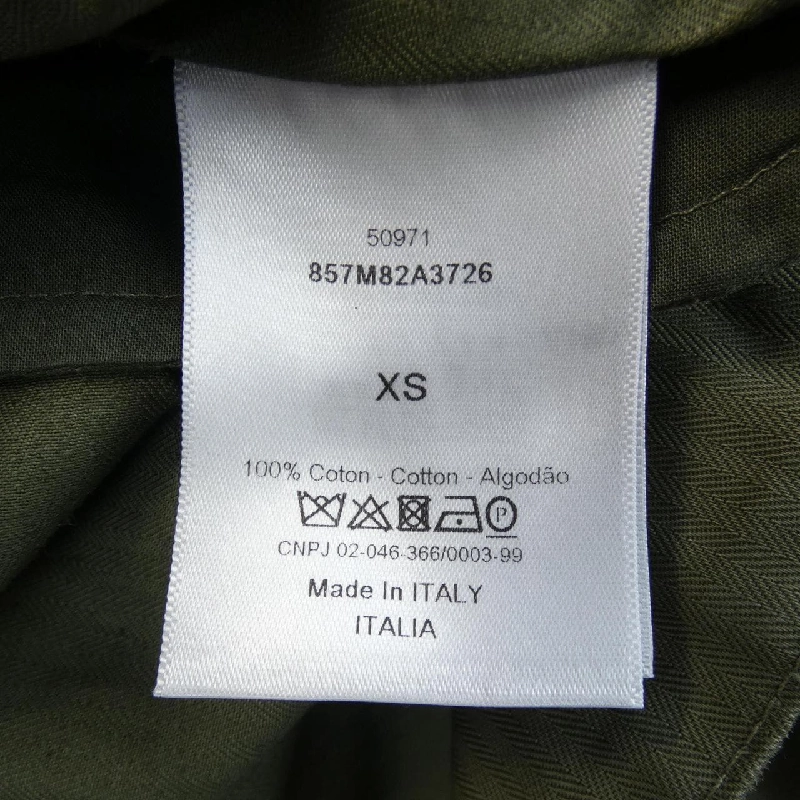 50971
857M82A3726
XS
100% Coton - Cotton - Algodão
P
CNPJ 02-046-366/0003-99
Made In ITALY
ITALIA